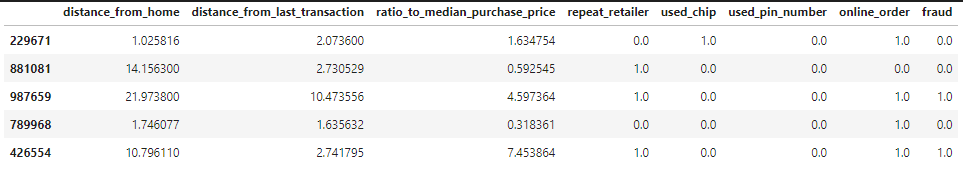 distance_from_home distance_from_last_transaction ratio_to_median_purchase_price repeat_retailer used_chip used_pin_number online_order fraud
229671 1.025816 2.073600 1.634754 0.0 1.0 0.0 1.0 0.0
881081 14.156300 2.730529 0.592545 1.0 0.0 0.0 0.0 0.0
987659 21.973800 10.473556 4.597364 1.0 0.0 0.0 1.0 1.0
789968 1.746077 1.635632 0.318361 0.0 0.0 0.0 1.0 0.0
426554 10.796110 2.741795 7.453864 1.0 0.0 0.0 1.0 1.0